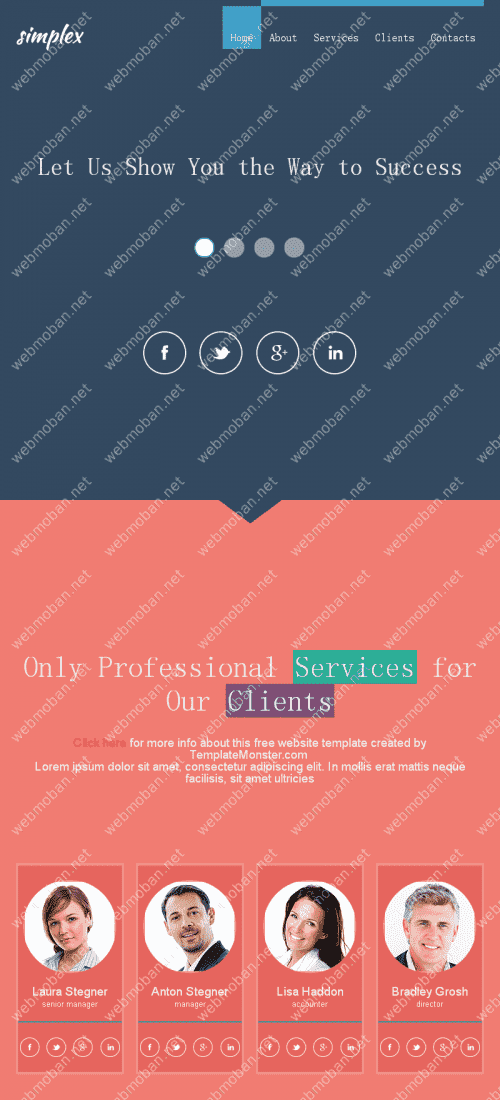 simplex
Home About Services Clients Contacts
Let Us Show You the Way to Success
Only Professional Services for
Our Clients
Click here for more info about this free website template created by
TemplateMonster.com
Lorem ipsum dolor sit amet, consectetur adipiscing elit. In mollis erat mattis neque
facilisis, sit amet ultricies
Laura Stegner Anton Stegner Lisa Haddon Bradley Grosh
senior manager manager accounter director
webmoban.net